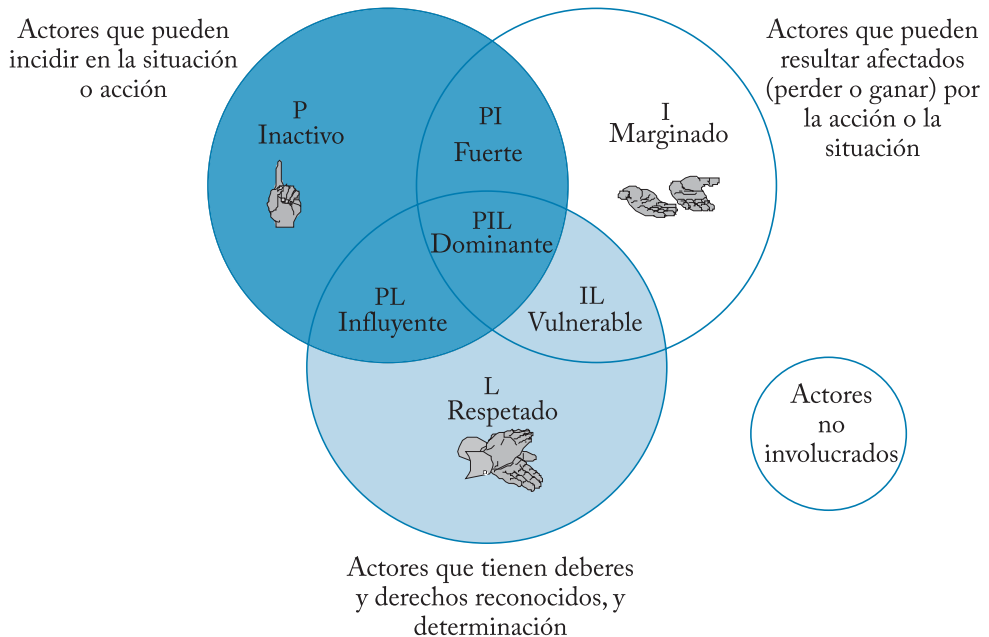 Actores que pueden
incidir en la situación
o acción
Actores que pueden
resultar afectados
(perder o ganar) por
la acción o la
situación
P
Inactivo
PI
Fuerte
I
Marginado
PIL
Dominante
PL
Influyente
IL
Vulnerable
L
Respetado
Actores
no
involucrados
Actores que tienen deberes
y derechos reconocidos, y
determinación